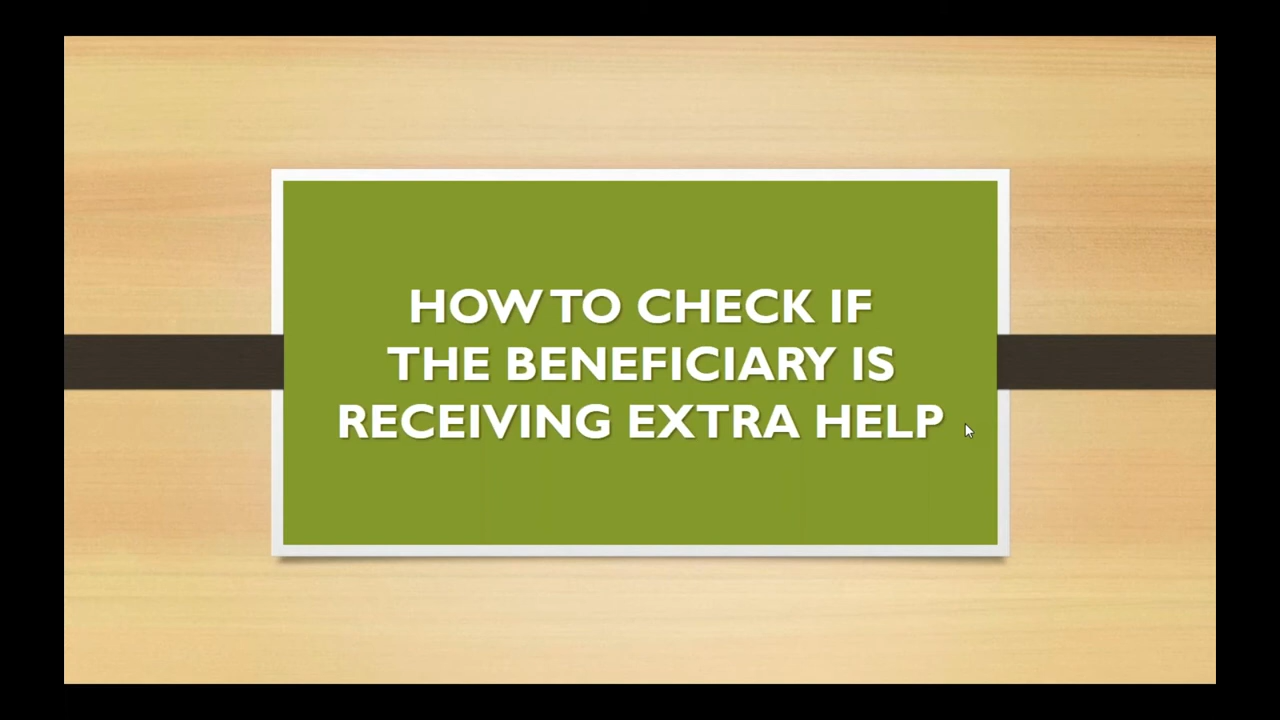 HOW TO CHECK IF
THE BENEFICIARY IS
RECEIVING EXTRA HELP